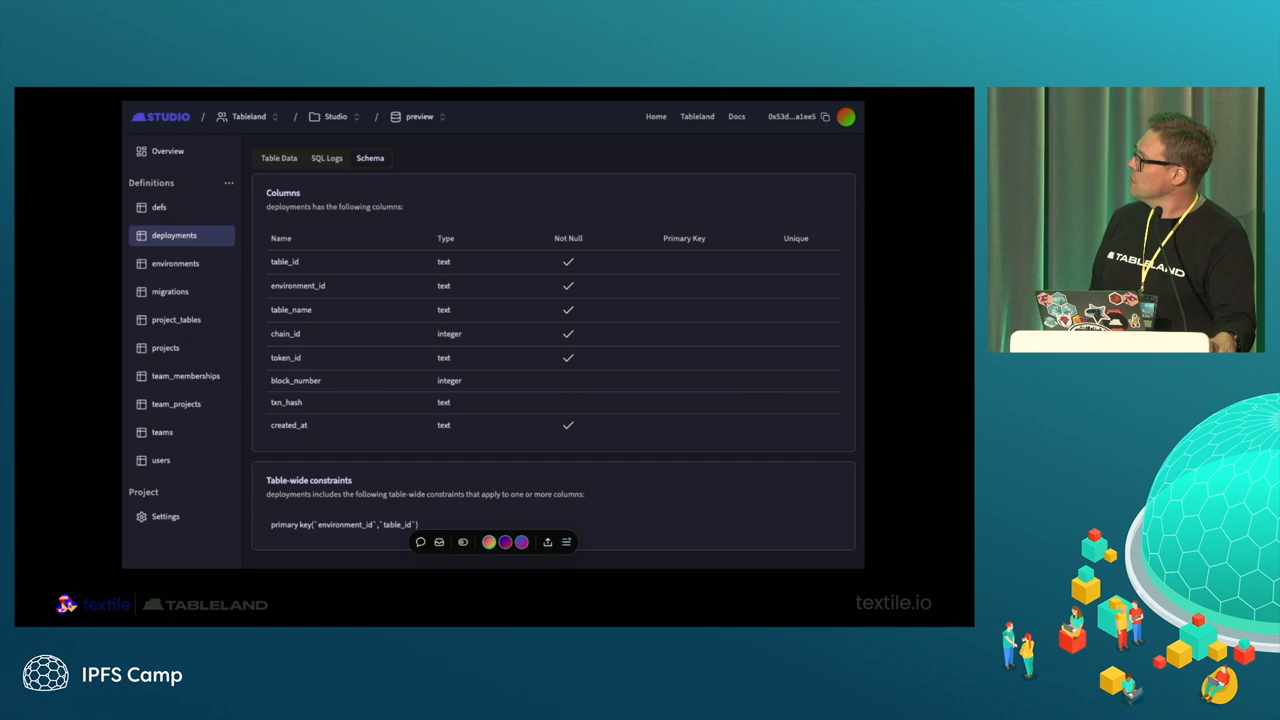 STUDIO / Tableland / Studio / preview Home Tableland Docs 0x53d...a1ee5
Overview
Definitions ...
defs
deployments
environments
migrations
project_tables
projects
team_memberships
team_projects
teams
users
Project
Settings
Table Data SQL Logs Schema
Columns
deployments has the following columns:
Name Type Not Null Primary Key Unique
table_id text
environment_id text
table_name text
chain_id integer
token_id text
block_number integer
txn_hash text
created_at text
Table-wide constraints
deployments includes the following table-wide constraints that apply to one or more columns:
primary key(`environment_id`,`table_id`)
textile | TABLELAND
textile.io
TABLELAND
IPFS Camp